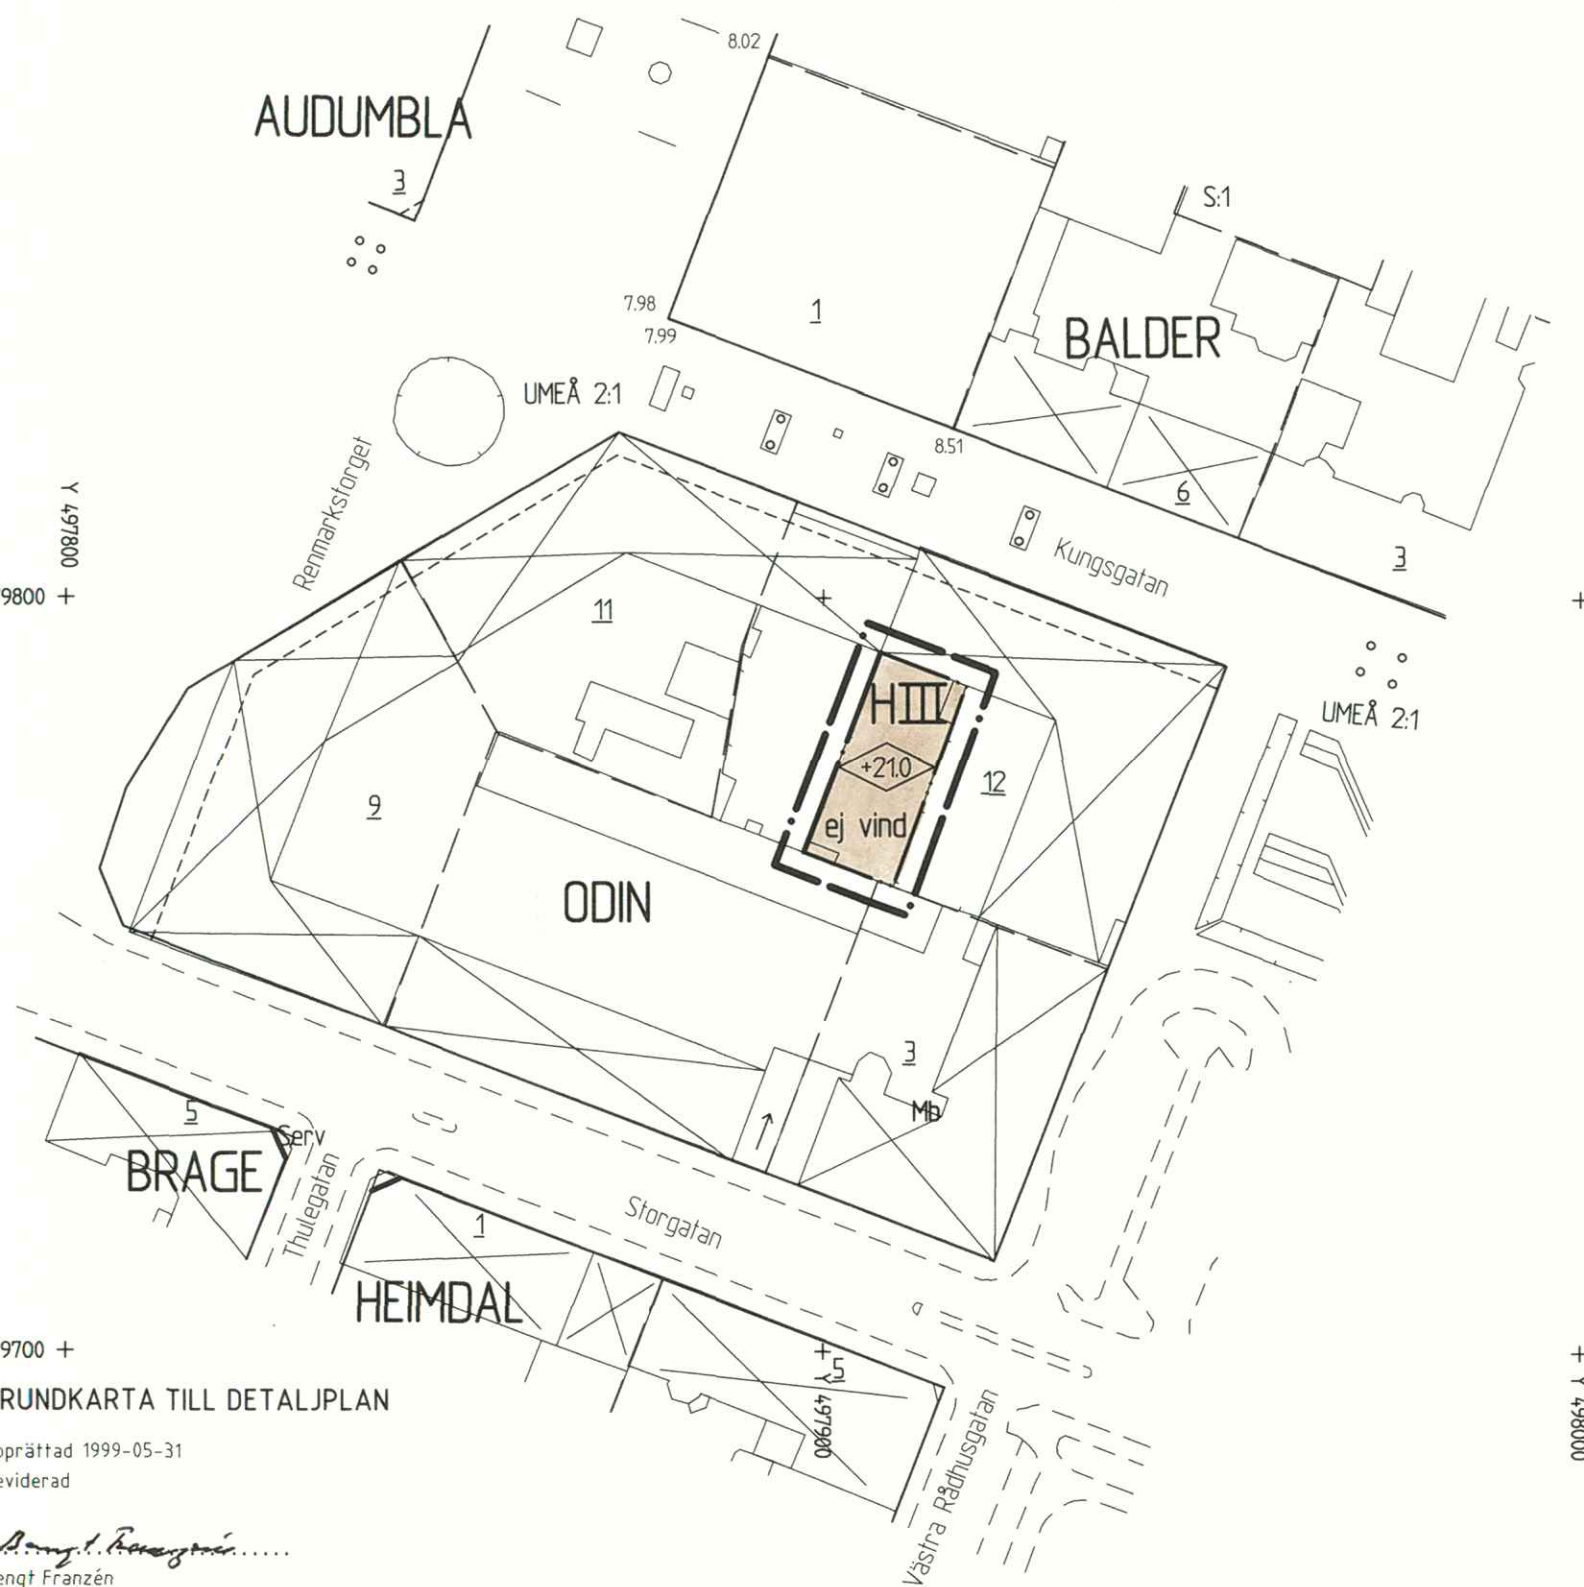 8.02
AUDUMBLA
3
S:1
7.98
7.99
1
BALDER
UMEÅ 2:1
8.51
6
Renmarkstorget
Kungsgatan
3
Y 497800
9800 +
+
+
11
HIII
UMEÅ 2:1
+21.0
12
9
ej vind
ODIN
3
Mb
5
Serv
BRAGE
Thulegatan
1
Storgatan
HEIMDAL
9700 +
+
+
5
Y 497900
Y 498000
RUNDKARTA TILL DETALJPLAN
pprättad 1999-05-31
eviderad
Västra Rådhusgatan
Bengt Franzén
engt Franzén